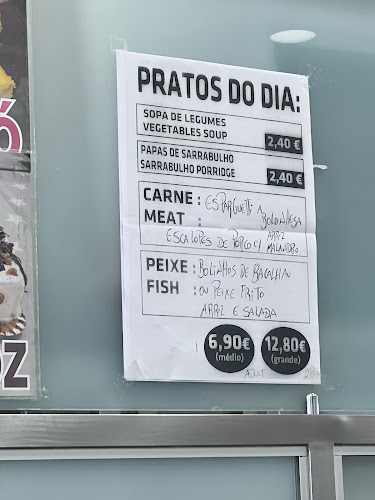 PRATOS DO DIA:
SOPA DE LEGUMES
VEGETABLES SOUP
2,40 €
PAPAS DE SARRABULHO
SARRABULHO PORRIDGE
2,40 €
CARNE: ESPARGUETI A BOLONHESA
MEAT :
ESCALOPES DE PORCO C/ ARROZ MALANDRO
PEIXE: BOLINHOS DE BACALHAU
FISH : OU PEIXE FRITO
ARROZ E SALADA
6,90€
(médio)
12,80€
(grande)
Ó
OZ